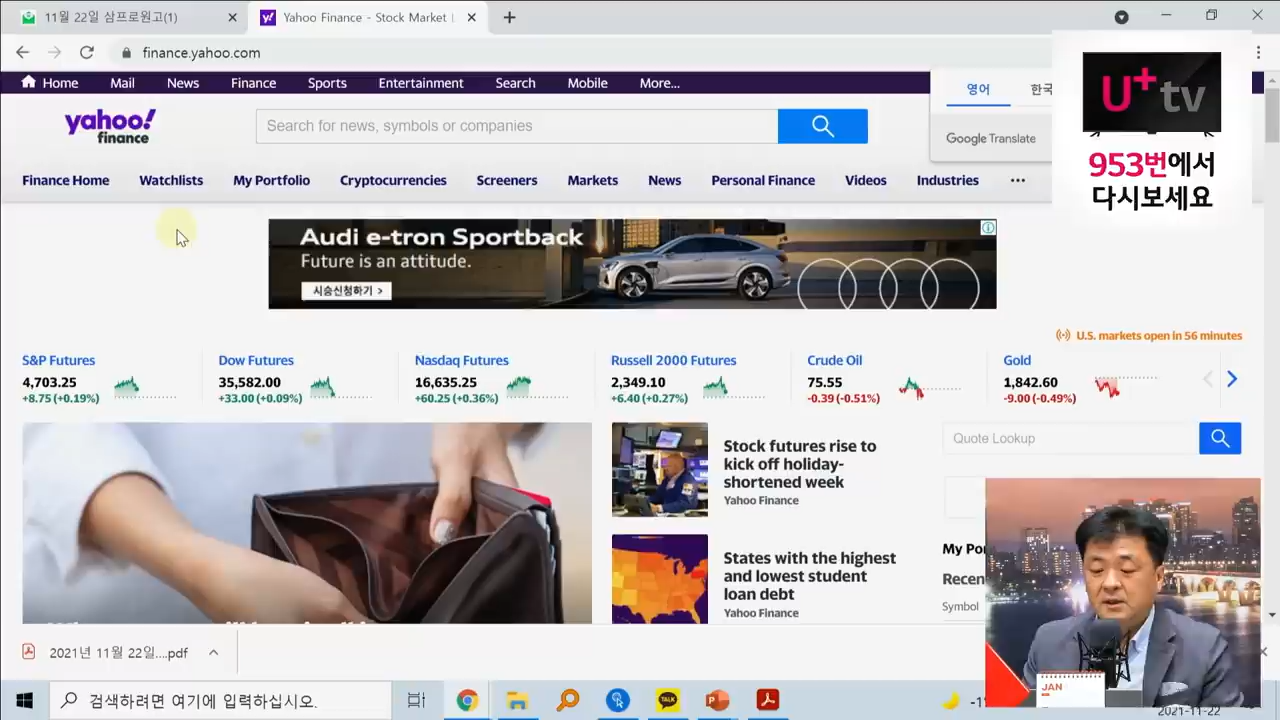 11월 22일 삼프로원고(1)
Yahoo Finance - Stock Market
finance.yahoo.com
Home Mail News Finance Sports Entertainment Search Mobile More...
영어 한국
yahoo!
finance
Search for news, symbols or companies
Google Translate
U+ tv
953번에서
다시보세요
Finance Home Watchlists My Portfolio Cryptocurrencies Screeners Markets News Personal Finance Videos Industries ...
Audi e-tron Sportback
Future is an attitude.
시승신청하기 >
U.S. markets open in 56 minutes
S&P Futures Dow Futures Nasdaq Futures Russell 2000 Futures Crude Oil Gold
4,703.25 35,582.00 16,635.25 2,349.10 75.55 1,842.60
+8.75 (+0.19%) +33.00 (+0.09%) +60.25 (+0.36%) +6.40 (+0.27%) -0.39 (-0.51%) -9.00 (-0.49%)
Quote Lookup
Stock futures rise to
kick off holiday-
shortened week
Yahoo Finance
States with the highest
and lowest student
loan debt
Yahoo Finance
My Por
Recen
Symbol
2021년 11월 22일....pdf
JAN
검색하려면 여기에 입력하십시오.
TALK
2021-11-22